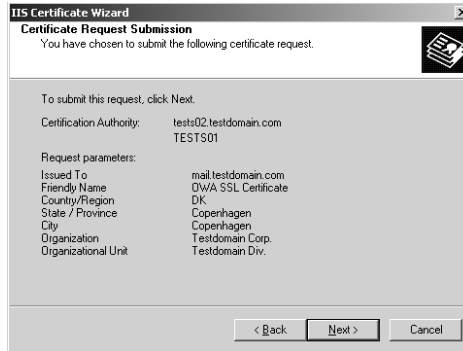 IIS Certificate Wizard
Certificate Request Submission
You have chosen to submit the following certificate request.
To submit this request, click Next.
Certification Authority: tests02.testdomain.com
TESTS01
Request parameters:
Issued To mail.testdomain.com
Friendly Name OWA SSL Certificate
Country/Region DK
State / Province Copenhagen
City Copenhagen
Organization Testdomain Corp.
Organizational Unit Testdomain Div.
< Back Next > Cancel